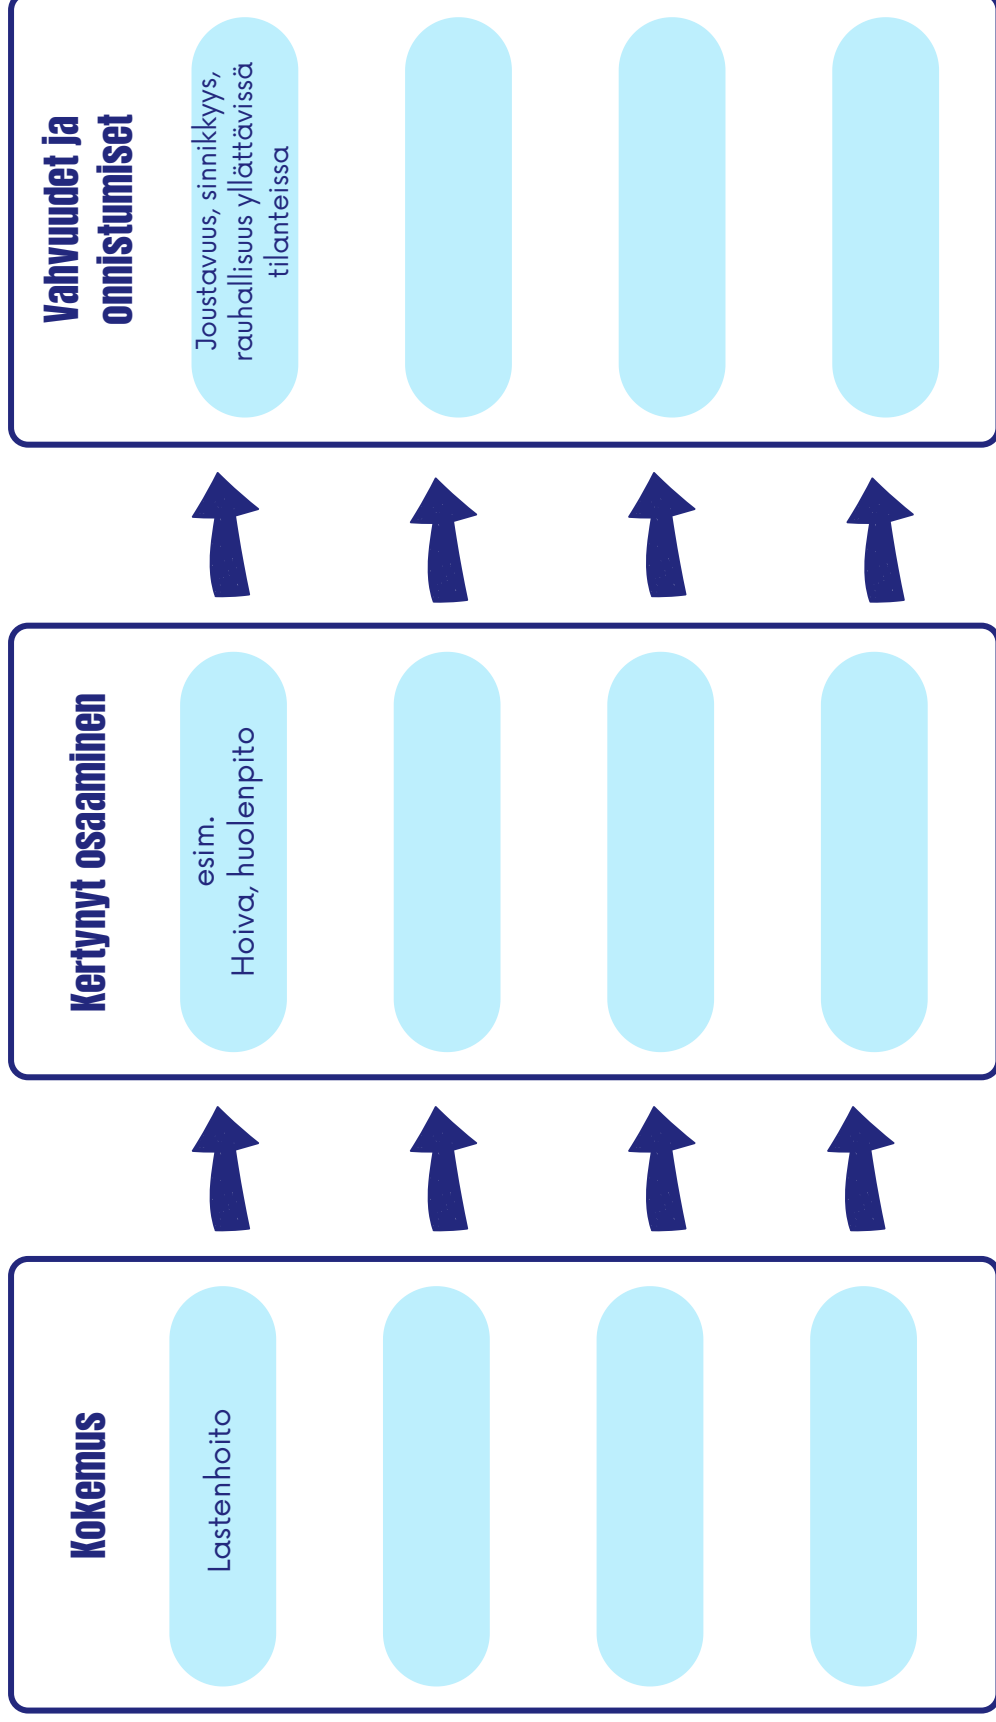 Kokemus
Lastenhoito
Kertynyt osaaminen
esim.
Hoiva, huolenpito
Vahvuudet ja
onnistumiset
Joustavuus, sinnikkyys,
rauhallisuus yllättävissä
tilanteissa